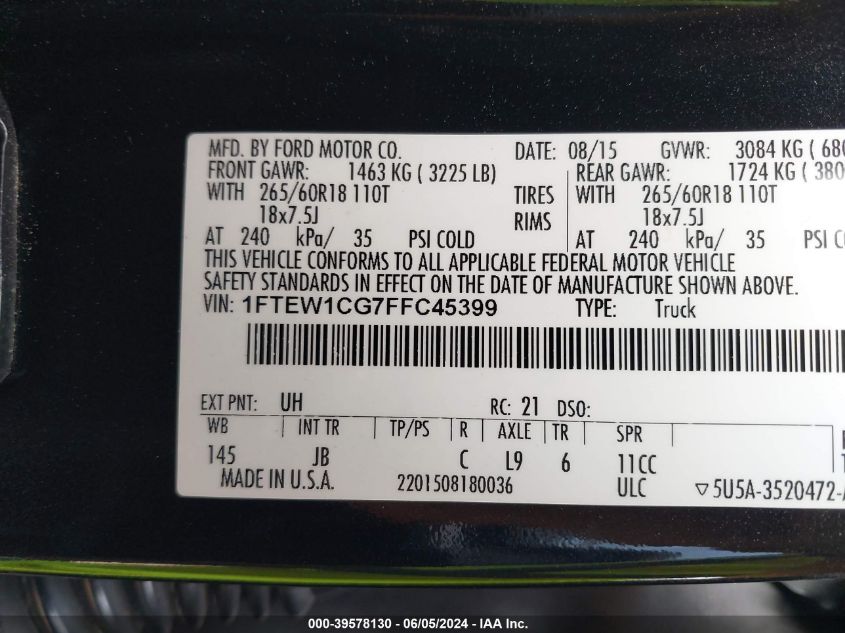 MFD. BY FORD MOTOR CO. DATE: 08/15 GVWR: 3084 KG ( 680
FRONT GAWR: 1463 KG ( 3225 LB) REAR GAWR: 1724 KG ( 380
WITH 265/60R18 110T TIRES WITH 265/60R18 110T
18x7.5J RIMS 18x7.5J
AT 240 kPa/ 35 PSI COLD AT 240 kPa/ 35 PSI C
THIS VEHICLE CONFORMS TO ALL APPLICABLE FEDERAL MOTOR VEHICLE
SAFETY STANDARDS IN EFFECT ON THE DATE OF MANUFACTURE SHOWN ABOVE.
VIN: 1FTEW1CG7FFC45399 TYPE: Truck
EXT PNT: UH RC: 21 DSO:
WB INT TR TP/PS R AXLE TR SPR
145 JB C L9 6 11CC
MADE IN U.S.A. 2201508180036 ULC ▽5U5A-3520472-
000-39578130 - 06/05/2024 - IAA Inc.